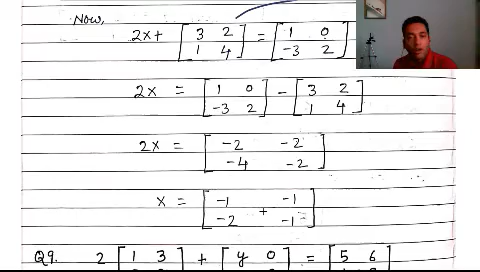 Now,
2x + [3 2 1 4] = [1 0 -3 2]
2x = [1 0 -3 2] - [3 2 1 4]
2x = [-2 -2 -4 -2]
x = [-1 -1 -2 + -1]
Q9. 2 [1 3 + [y 0 = [5 6